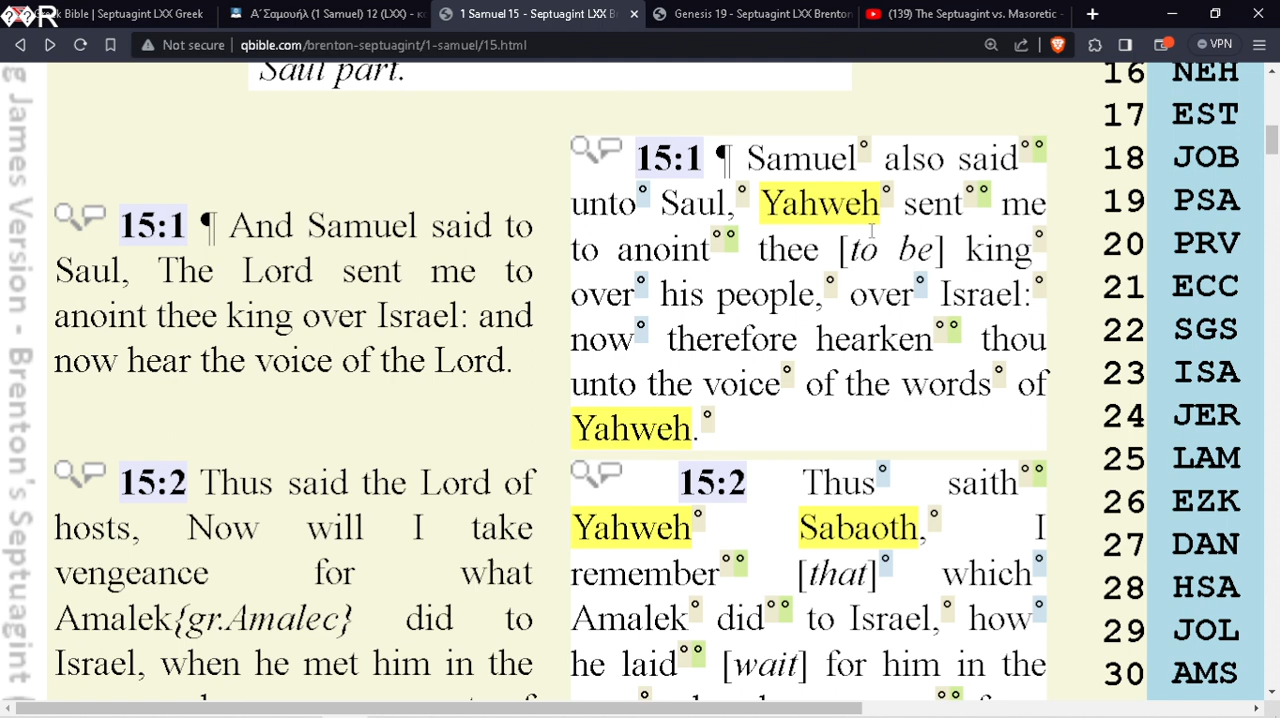 Greek Bible | Septuagint LXX Greek
Α΄ Σαμουὴλ (1 Samuel) 12 (LXX) - κα
1 Samuel 15 - Septuagint LXX B
Genesi Septuagint LXX Brenton
(139) The Septuagint vs. Masoretic -
Not secure | qbible.com/brenton-septuagint/1-samuel/15.html
VPN
Saul part.
15:1 ¶ And Samuel said to
Saul, The Lord sent me to
anoint thee king over Israel: and
now hear the voice of the Lord.
15:2 Thus said the Lord of
hosts, Now will I take
vengeance for what
Amalek{gr.Amalec} did to
Israel, when he met him in the
15:1 ¶ Samuel° also said°°
unto° Saul,° Yahweh° sent°° me
to anoint°° thee [to be] king°
over° his people,° over° Israel:°
now° therefore hearken°° thou
unto the voice° of the words° of
Yahweh.°
15:2 Thus° saith°°
Yahweh° Sabaoth,° I
remember°° [that]° which°
Amalek° did°° to Israel,° how°
he laid°° [wait] for him in the
16 NEH
17 EST
18 JOB
19 PSA
20 PRV
21 ECC
22 SGS
23 ISA
24 JER
25 LAM
26 EZK
27 DAN
28 HSA
29 JOL
30 AMS
g James Version - Brenton's Septuagint (